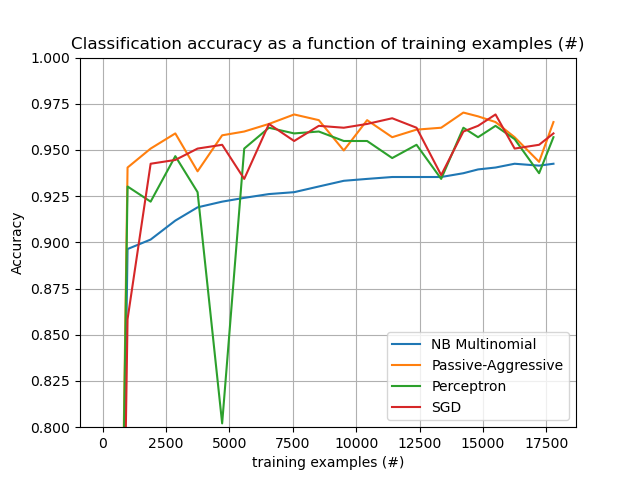 Classification accuracy as a function of training examples (#)
1.000
0.975
0.950
0.925
0.900
0.875
0.850
0.825
0.800
Accuracy
NB Multinomial
Passive-Aggressive
Perceptron
SGD
0 2500 5000 7500 10000 12500 15000 17500
training examples (#)